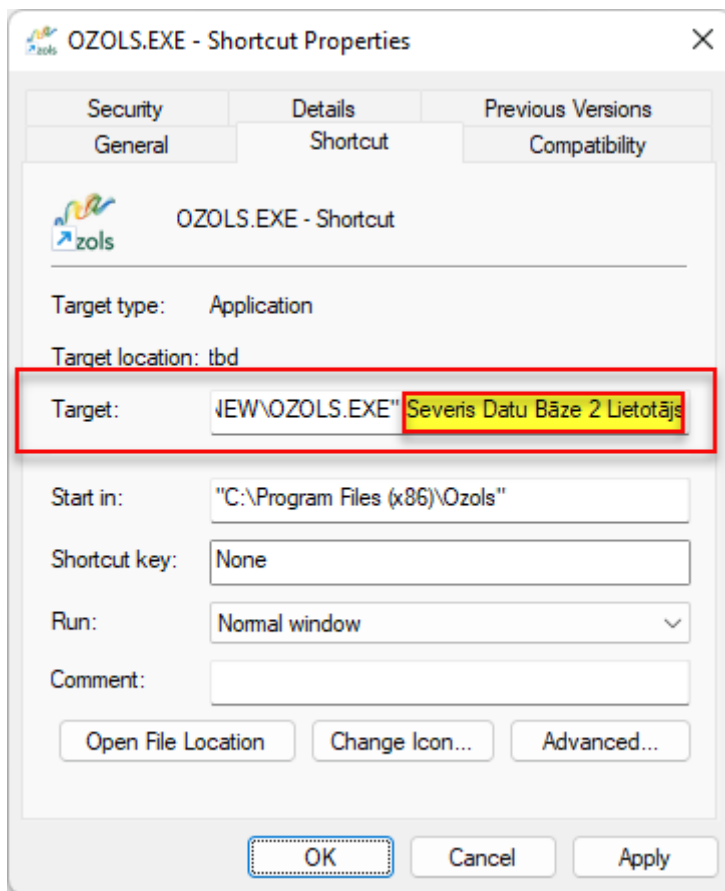 OZOLS.EXE - Shortcut Properties
Security Details Previous Versions
General Shortcut Compatibility
zols
OZOLS.EXE - Shortcut
Target type: Application
Target location: tbd
Target: NEW\OZOLS.EXE" Severis Datu Bāze 2 Lietotājs
Start in: "C:\Program Files (x86)\Ozols"
Shortcut key: None
Run: Normal window
Comment:
Open File Location Change Icon... Advanced...
OK Cancel Apply